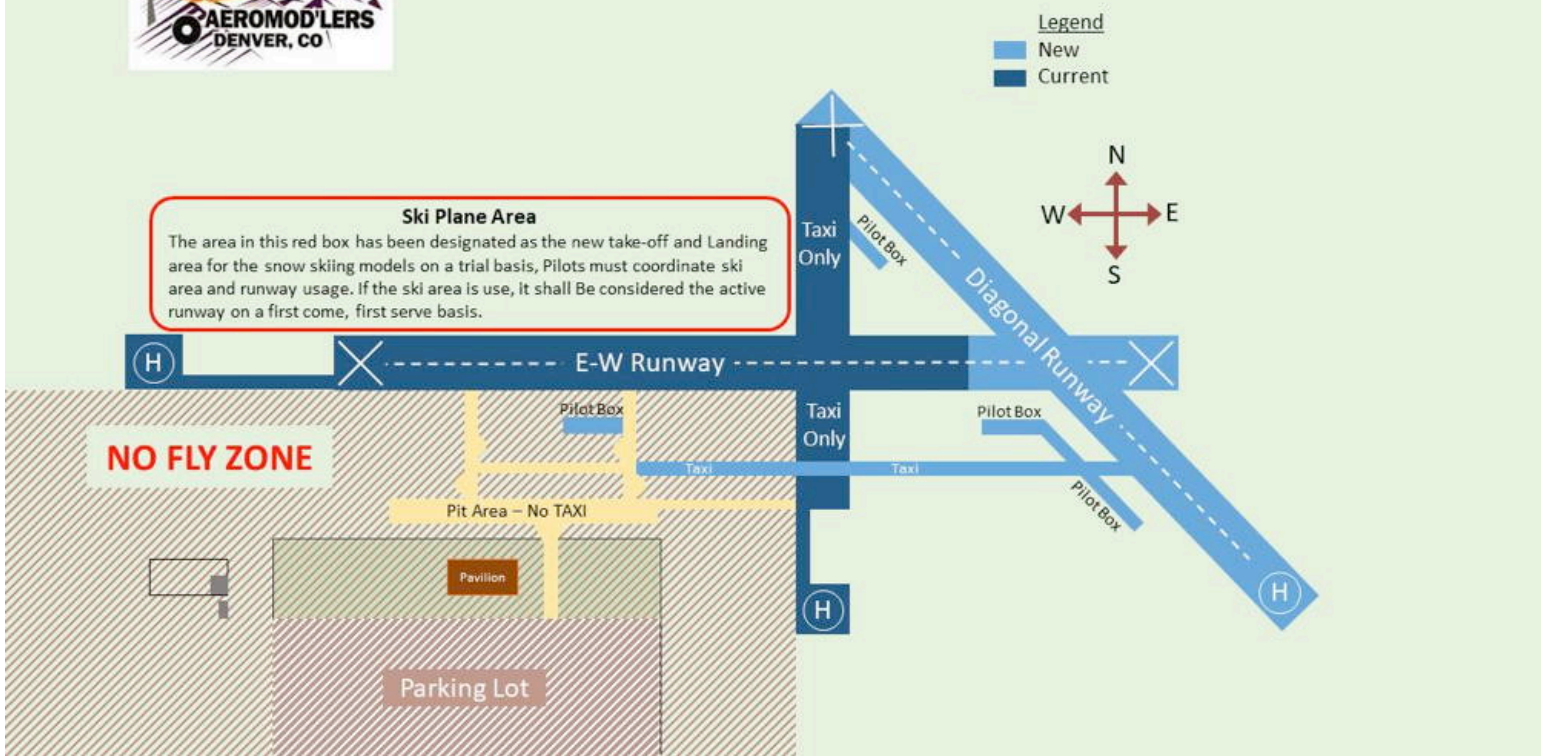 AEROMOD'LERS
DENVER, CO
Legend
New
Current
N
W E
S
Ski Plane Area
The area in this red box has been designated as the new take-off and Landing
area for the snow skiing models on a trial basis, Pilots must coordinate ski
area and runway usage. If the ski area is use, it shall Be considered the active
runway on a first come, first serve basis.
Taxi
Only
Pilot Box
Diagonal Runway
H
E-W Runway
Pilot Box
Taxi
Only
Pilot Box
NO FLY ZONE
Taxi
Taxi
Pilot Box
Pit Area – No TAXI
Pavilion
H
H
Parking Lot